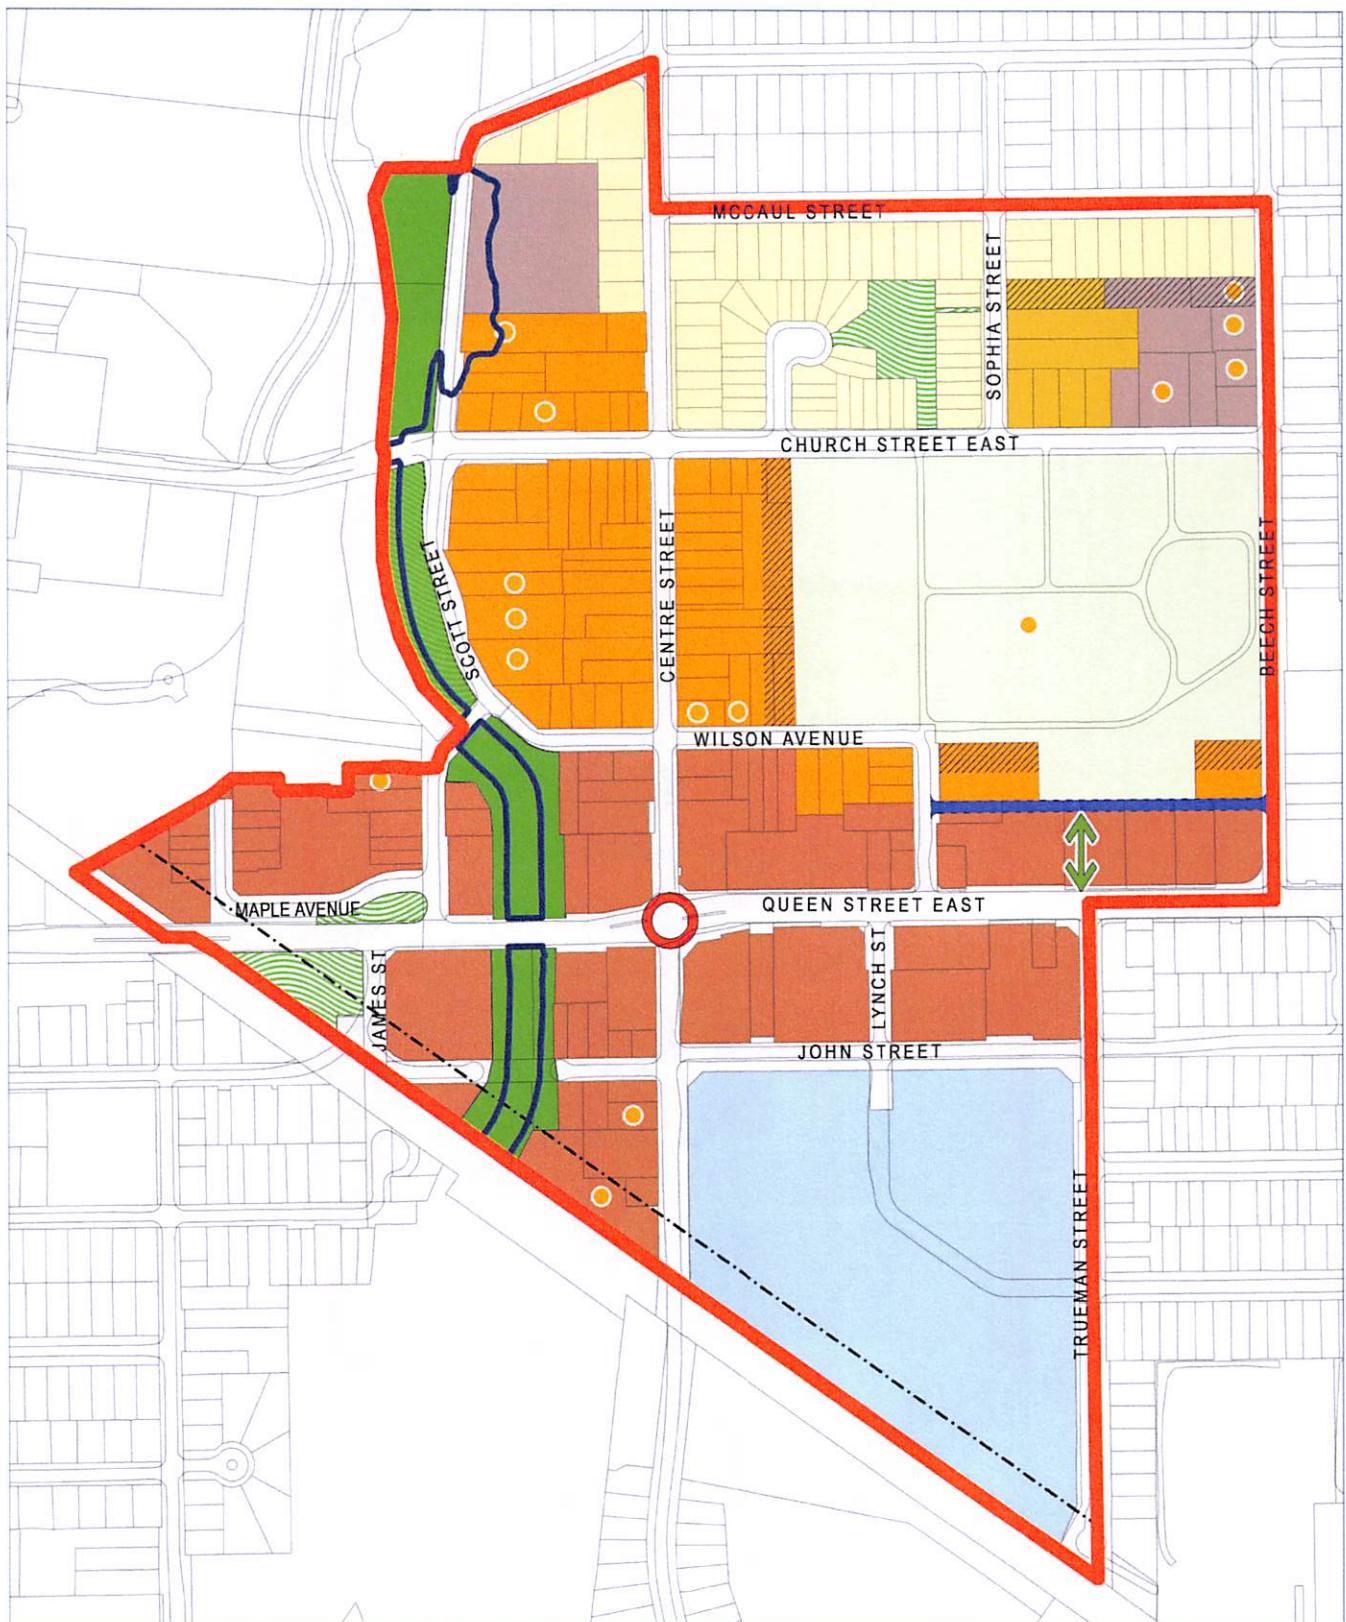 MCCAUL STREET
SOPHIA STREET
CHURCH STREET EAST
SCOTT STREET
CENTRE STREET
BEECH STREET
WILSON AVENUE
MAPLE AVENUE
QUEEN STREET EAST
JAMES ST
LYNCH ST
JOHN STREET
TRUEMAN STREET